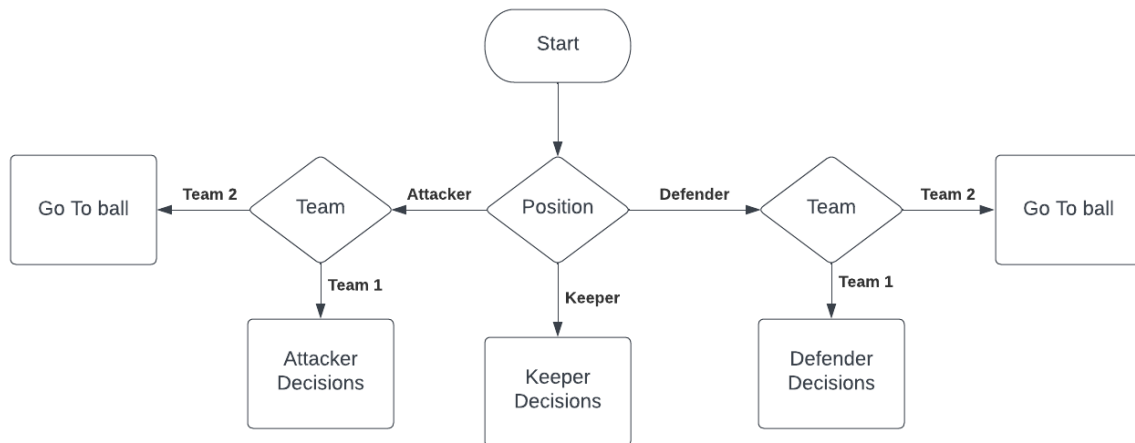 Start
Go To ball
Team 2
Team
Attacker
Position
Defender
Team
Team 2
Go To ball
Team 1
Keeper
Team 1
Attacker
Decisions
Keeper
Decisions
Defender
Decisions